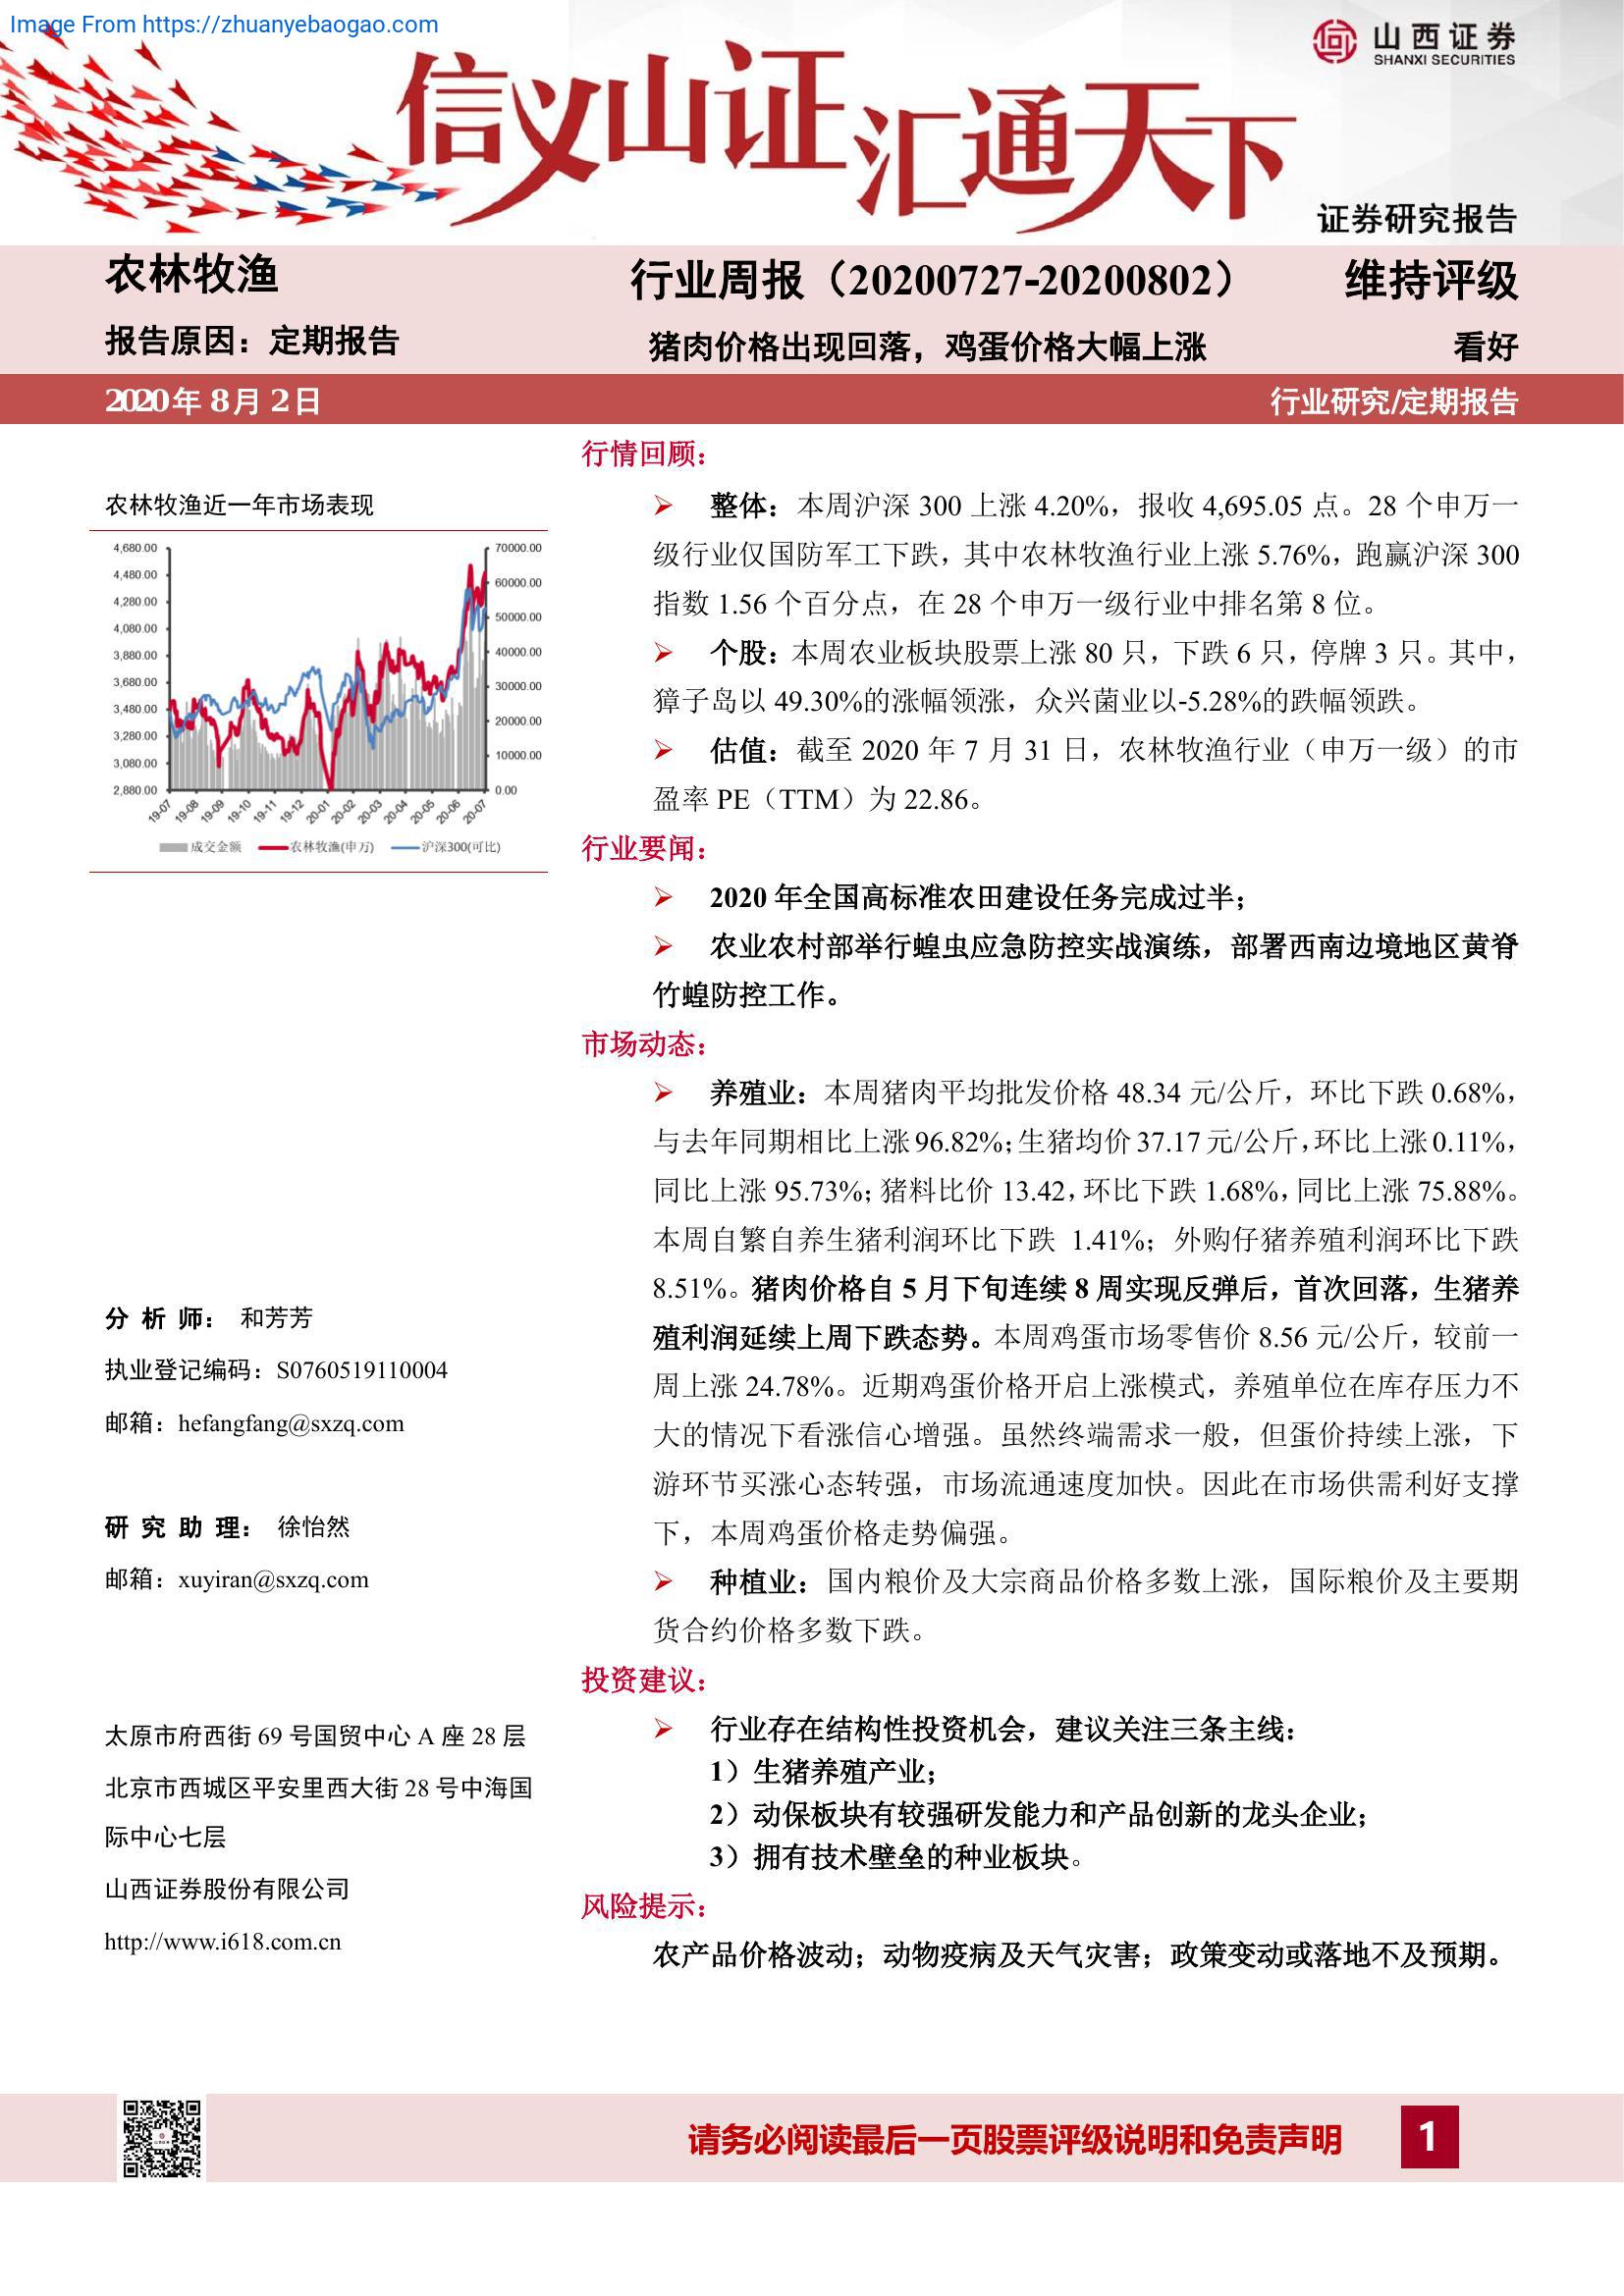 Image From https://zhuanyebaogao.com
山西证券
SHANXI SECURITIES
信义山证汇通天下
证券研究报告
农林牧渔
行业周报（20200727-20200802）
维持评级
报告原因：定期报告
猪肉价格出现回落，鸡蛋价格大幅上涨
看好
2020年 8月 2日
行业研究/定期报告
农林牧渔近一年市场表现
4,680.00
4,480.00
4,280.00
4,080.00
3,880.00
3,680.00
3,480.00
3,280.00
3,080.00
2,880.00
70000.00
60000.00
50000.00
40000.00
30000.00
20000.00
10000.00
0.00
19-07 19-08 19-09 19-10 19-11 19-12 20-01 20-02 20-03 20-04 20-05 20-06 20-07
成交金额 农林牧渔(申万) 沪深300(可比)
分 析 师： 和芳芳
执业登记编码：S0760519110004
邮箱：hefangfang@sxzq.com
研 究 助 理： 徐怡然
邮箱：xuyiran@sxzq.com
太原市府西街 69 号国贸中心 A 座 28 层
北京市西城区平安里西大街 28 号中海国
际中心七层
山西证券股份有限公司
http://www.i618.com.cn
行情回顾：
➢ 整体：本周沪深 300 上涨 4.20%，报收 4,695.05 点。28 个申万一
级行业仅国防军工下跌，其中农林牧渔行业上涨 5.76%，跑赢沪深 300
指数 1.56 个百分点，在 28 个申万一级行业中排名第 8 位。
➢ 个股：本周农业板块股票上涨 80 只，下跌 6 只，停牌 3 只。其中，
獐子岛以 49.30%的涨幅领涨，众兴菌业以-5.28%的跌幅领跌。
➢ 估值：截至 2020 年 7 月 31 日，农林牧渔行业（申万一级）的市
盈率 PE（TTM）为 22.86。
行业要闻：
➢ 2020 年全国高标准农田建设任务完成过半；
➢ 农业农村部举行蝗虫应急防控实战演练，部署西南边境地区黄脊
竹蝗防控工作。
市场动态：
➢ 养殖业：本周猪肉平均批发价格 48.34 元/公斤，环比下跌 0.68%，
与去年同期相比上涨 96.82%；生猪均价 37.17 元/公斤，环比上涨 0.11%，
同比上涨 95.73%；猪料比价 13.42，环比下跌 1.68%，同比上涨 75.88%。
本周自繁自养生猪利润环比下跌 1.41%；外购仔猪养殖利润环比下跌
8.51%。猪肉价格自 5 月下旬连续 8 周实现反弹后，首次回落，生猪养
殖利润延续上周下跌态势。本周鸡蛋市场零售价 8.56 元/公斤，较前一
周上涨 24.78%。近期鸡蛋价格开启上涨模式，养殖单位在库存压力不
大的情况下看涨信心增强。虽然终端需求一般，但蛋价持续上涨，下
游环节买涨心态转强，市场流通速度加快。因此在市场供需利好支撑
下，本周鸡蛋价格走势偏强。
➢ 种植业：国内粮价及大宗商品价格多数上涨，国际粮价及主要期
货合约价格多数下跌。
投资建议：
➢ 行业存在结构性投资机会，建议关注三条主线：
1）生猪养殖产业；
2）动保板块有较强研发能力和产品创新的龙头企业；
3）拥有技术壁垒的种业板块。
风险提示：
农产品价格波动；动物疫病及天气灾害；政策变动或落地不及预期。
请务必阅读最后一页股票评级说明和免责声明
1